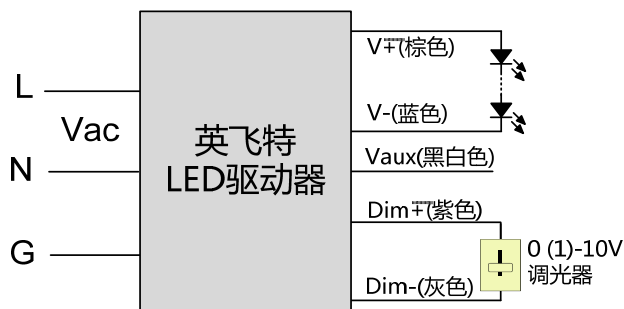 L
Vac
N
G
英飞特
LED驱动器
V+(棕色)
V-(蓝色)
Vaux(黑白色)
Dim+(紫色)
Dim-(灰色)
0 (1)-10V
调光器